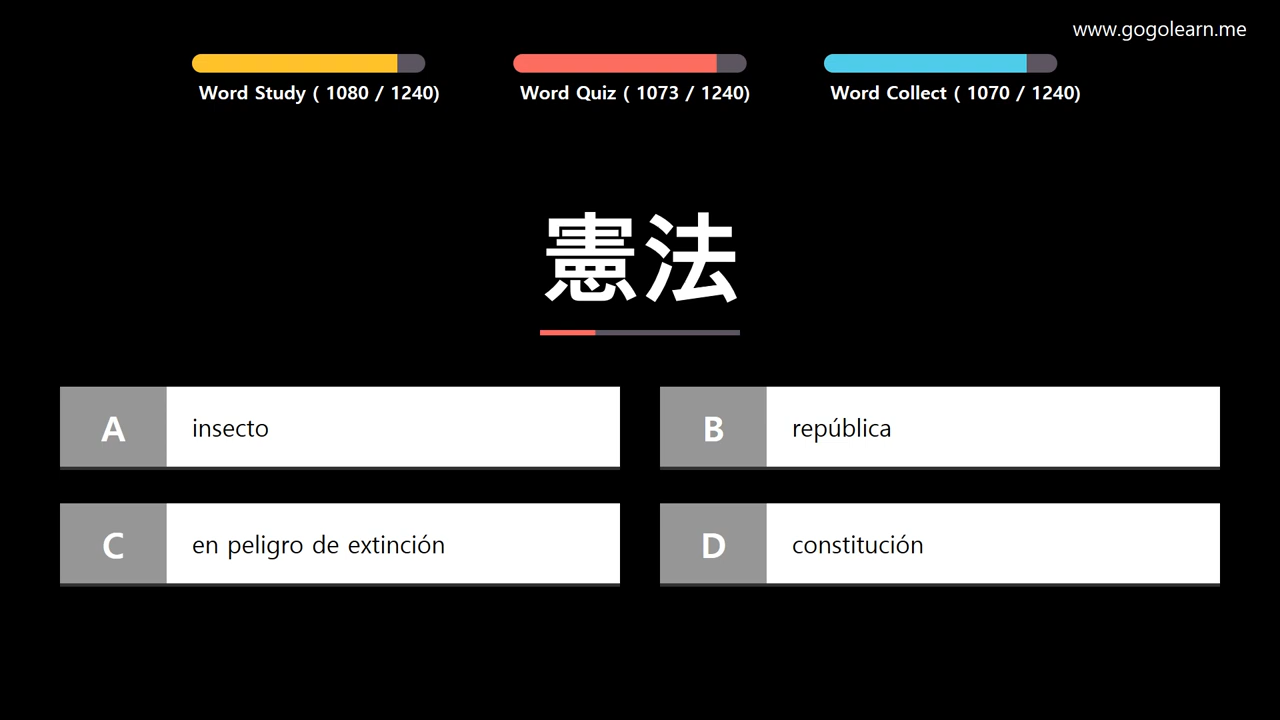 www.gogolearn.me
Word Study ( 1080 / 1240)
Word Quiz ( 1073 / 1240)
Word Collect ( 1070 / 1240)
憲法
A insecto
B república
C en peligro de extinción
D constitución